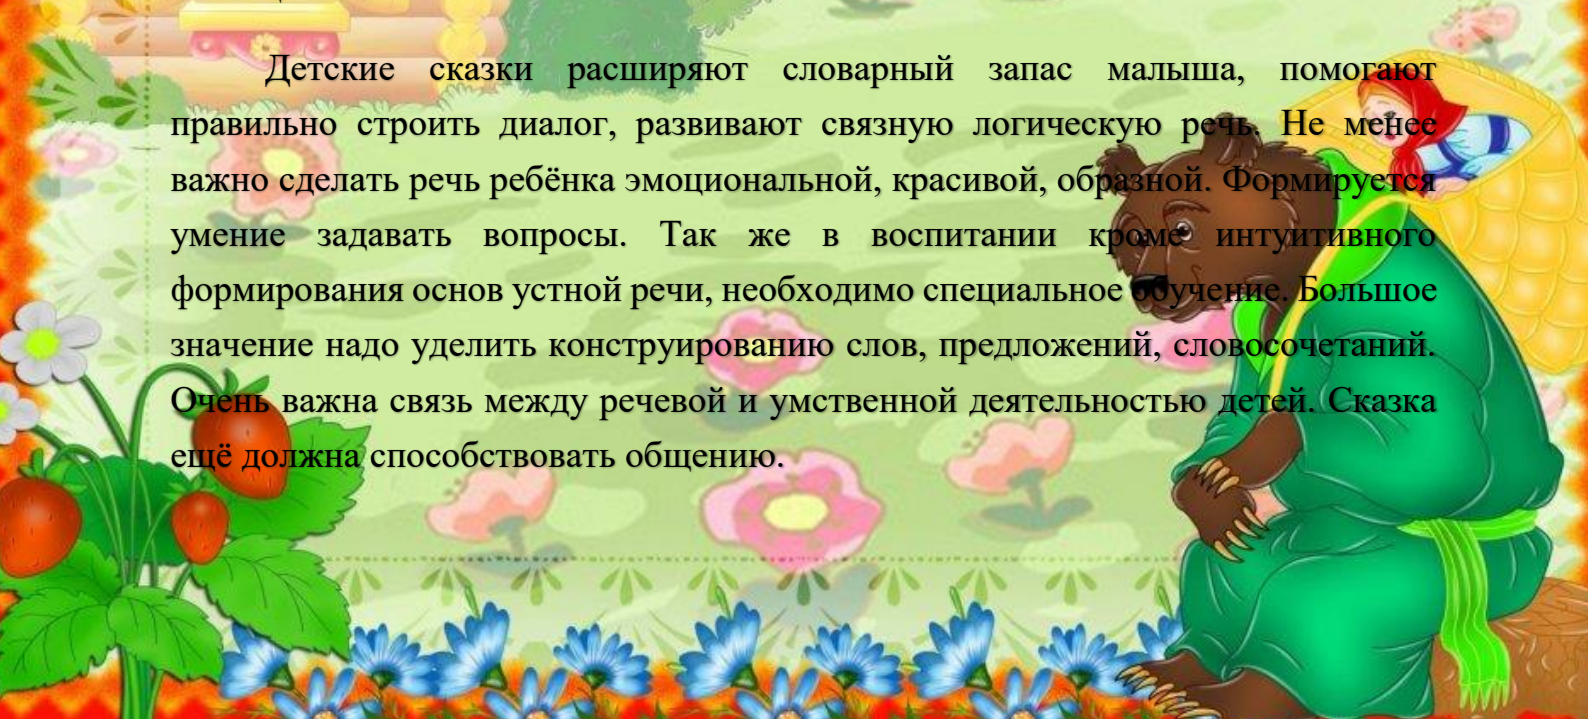 Детские сказки расширяют словарный запас малыша, помогают
правильно строить диалог, развивают связную логическую речь. Не менее
важно сделать речь ребёнка эмоциональной, красивой, образной. Формируется
умение задавать вопросы. Так же в воспитании кроме интуитивного
формирования основ устной речи, необходимо специальное обучение. Большое
значение надо уделить конструированию слов, предложений, словосочетаний.
Очень важна связь между речевой и умственной деятельностью детей. Сказка
ещё должна способствовать общению.